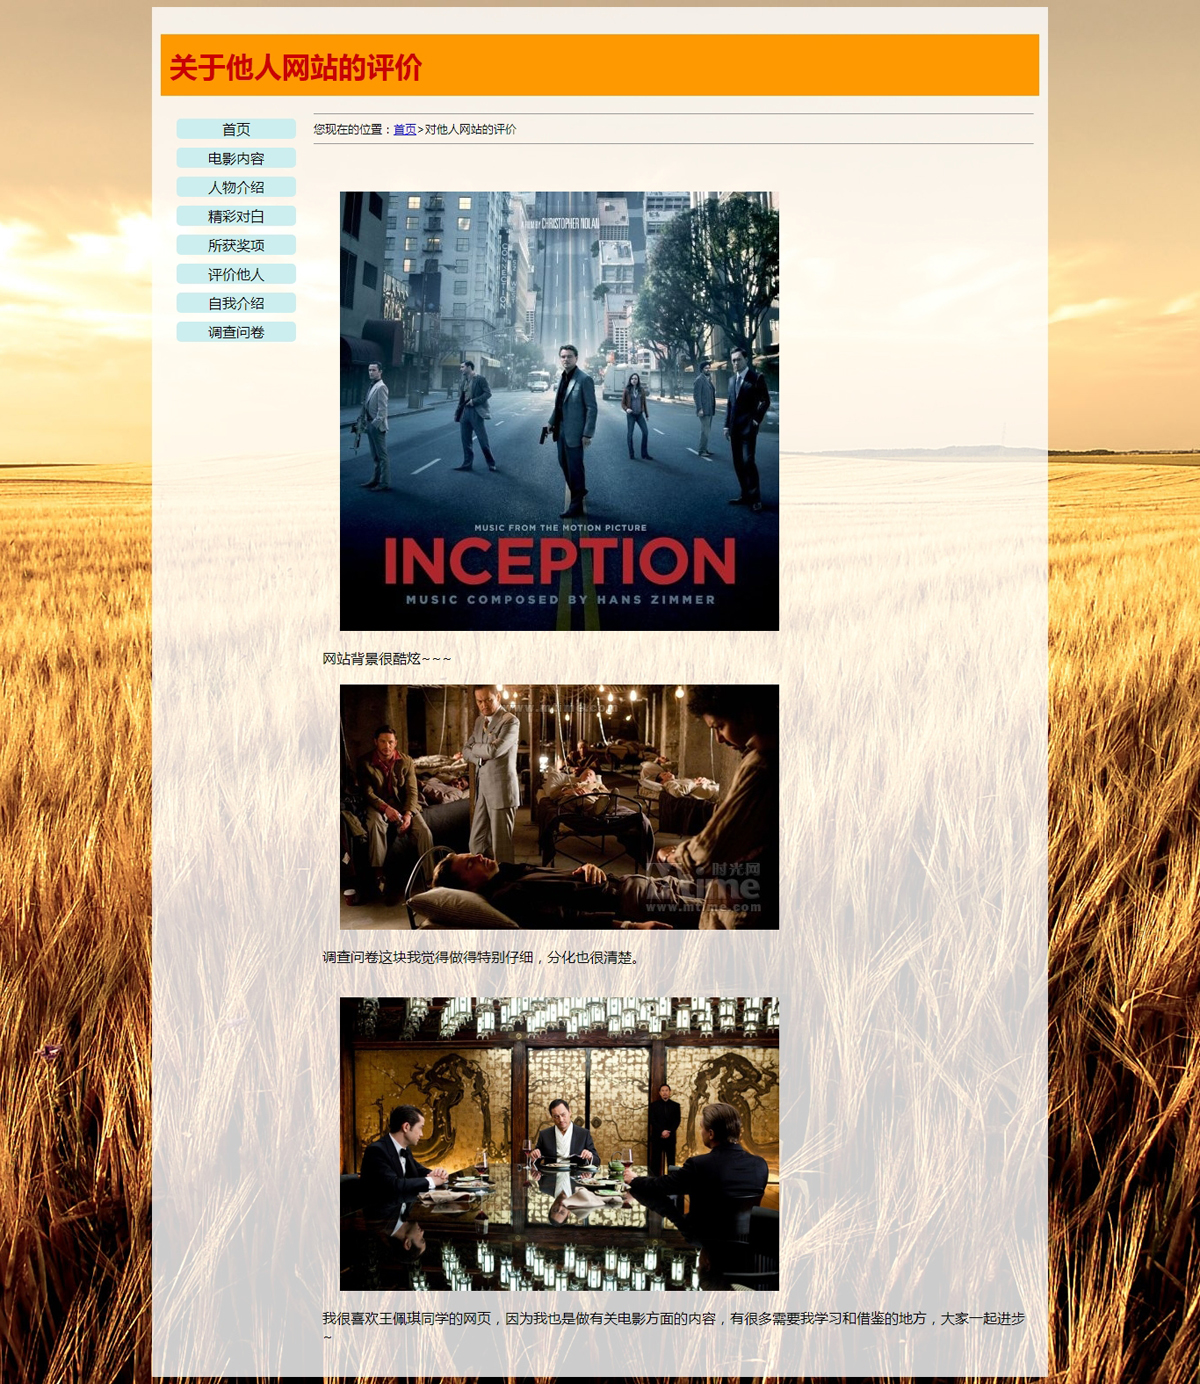 关于他人网站的评价
首页
电影内容
人物介绍
精彩对白
所获奖项
评价他人
自我介绍
调查问卷
您现在的位置：首页>对他人网站的评价
A FILM BY CHRISTOPHER NOLAN
MUSIC FROM THE MOTION PICTURE
INCEPTION
MUSIC COMPOSED BY HANS ZIMMER
网站背景很酷炫~~~
时光网
mtime
www.mtime.com
调查问卷这块我觉得做得特别仔细，分化也很清楚。
我很喜欢王佩琪同学的网页，因为我也是做有关电影方面的内容，有很多需要我学习和借鉴的地方，大家一起进步
~